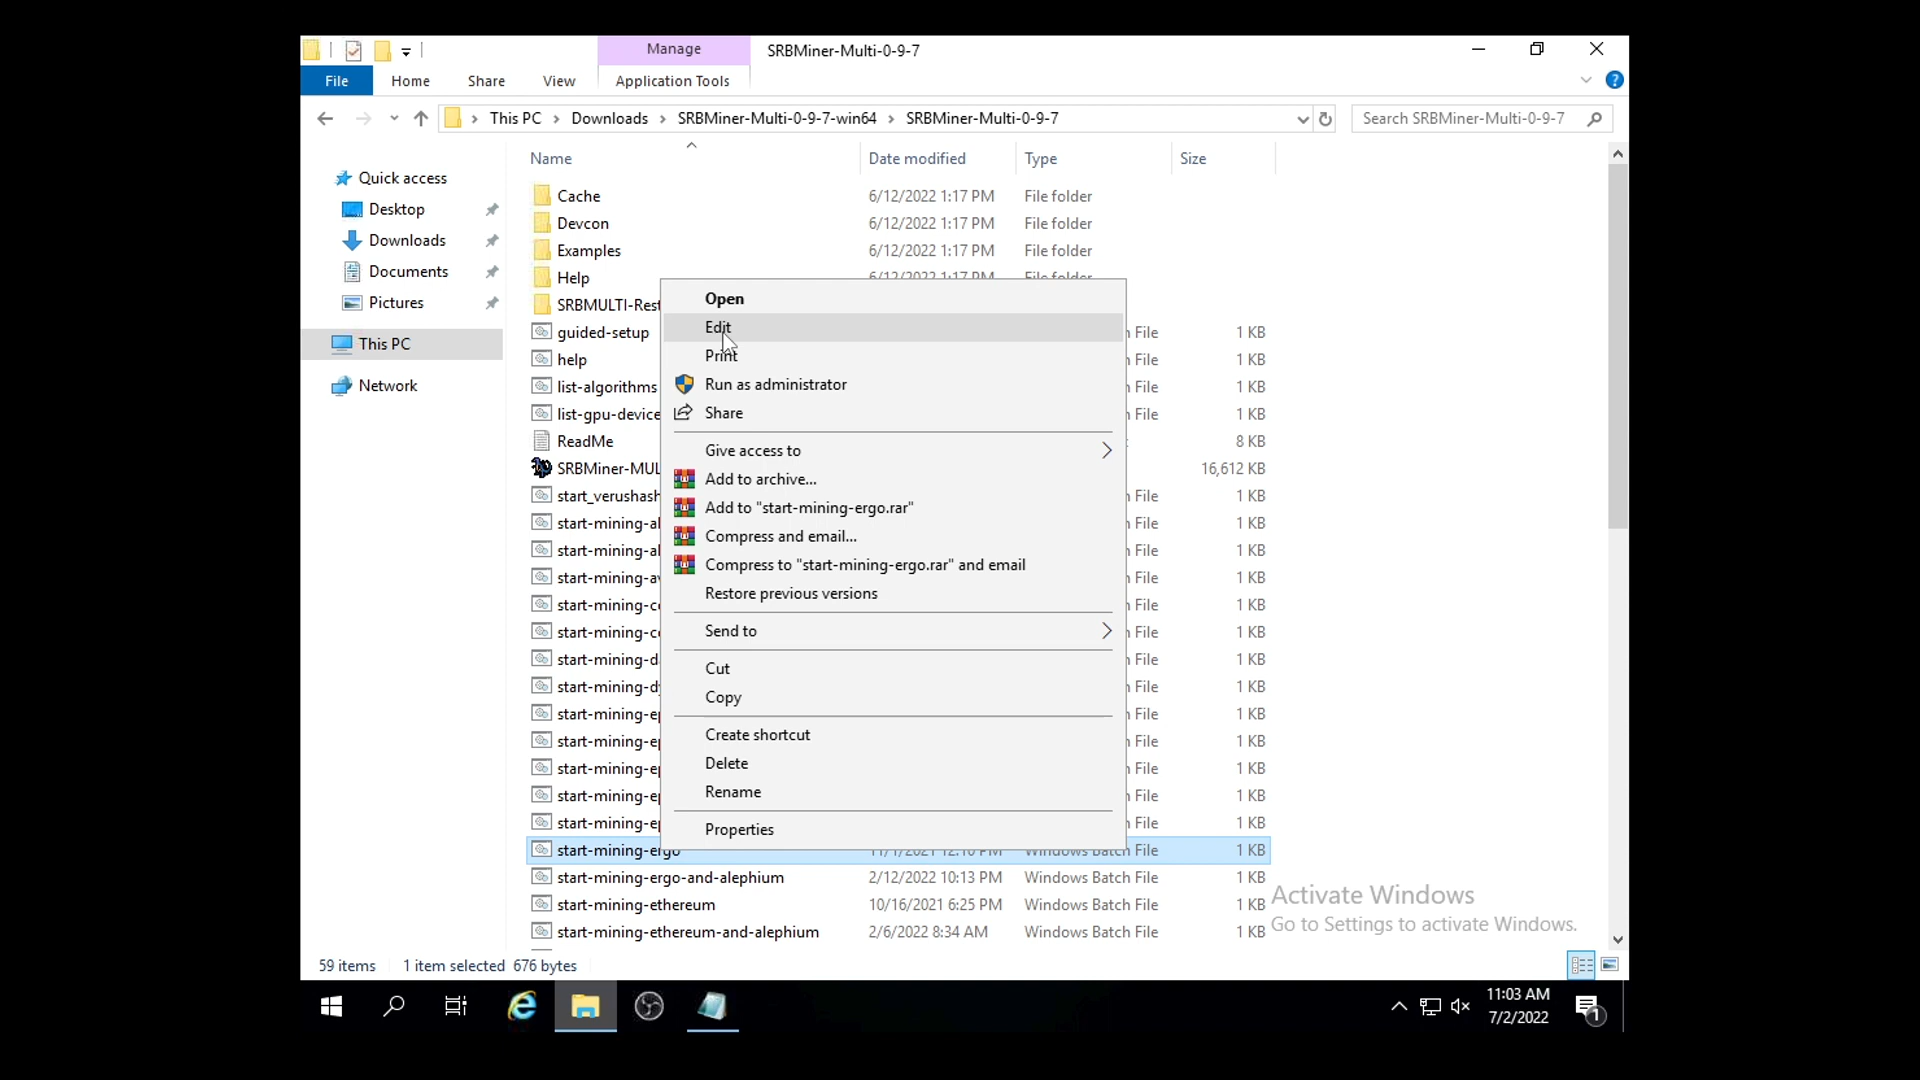 Manage
SRBMiner-Multi-0-9-7
File
Home
Share
View
Application Tools
This PC
Downloads
SRBMiner-Multi-0-9-7-win64
SRBMiner-Multi-0-9-7
Search SRBMiner-Multi-0-9-7
Name
Date modified
Type
Size
Quick access
Desktop
Downloads
Documents
Pictures
This PC
Network
Cache 6/12/2022 1:17 PM File folder
Devcon 6/12/2022 1:17 PM File folder
Examples 6/12/2022 1:17 PM File folder
Help 6/12/2022 1:17 PM File folder
SRBMULTI-Rest
guided-setup File 1 KB
help File 1 KB
list-algorithms File 1 KB
list-gpu-device File 1 KB
ReadMe 8 KB
SRBMiner-MUL 16,612 KB
start_verushash File 1 KB
start-mining-al File 1 KB
start-mining-al File 1 KB
start-mining-av File 1 KB
start-mining-c File 1 KB
start-mining-c File 1 KB
start-mining-d File 1 KB
start-mining-dy File 1 KB
start-mining-ep File 1 KB
start-mining-ep File 1 KB
start-mining-ep File 1 KB
start-mining-ep File 1 KB
start-mining-ep File 1 KB
start-mining-ergo 11/1/2021 12:10 PM Windows Batch File 1 KB
start-mining-ergo-and-alephium 2/12/2022 10:13 PM Windows Batch File 1 KB
start-mining-ethereum 10/16/2021 6:25 PM Windows Batch File 1 KB
start-mining-ethereum-and-alephium 2/6/2022 8:34 AM Windows Batch File 1 KB
Open
Edit
Print
Run as administrator
Share
Give access to
Add to archive...
Add to "start-mining-ergo.rar"
Compress and email...
Compress to "start-mining-ergo.rar" and email
Restore previous versions
Send to
Cut
Copy
Create shortcut
Delete
Rename
Properties
Activate Windows
Go to Settings to activate Windows.
59 items
1 item selected 676 bytes
11:03 AM
7/2/2022
1